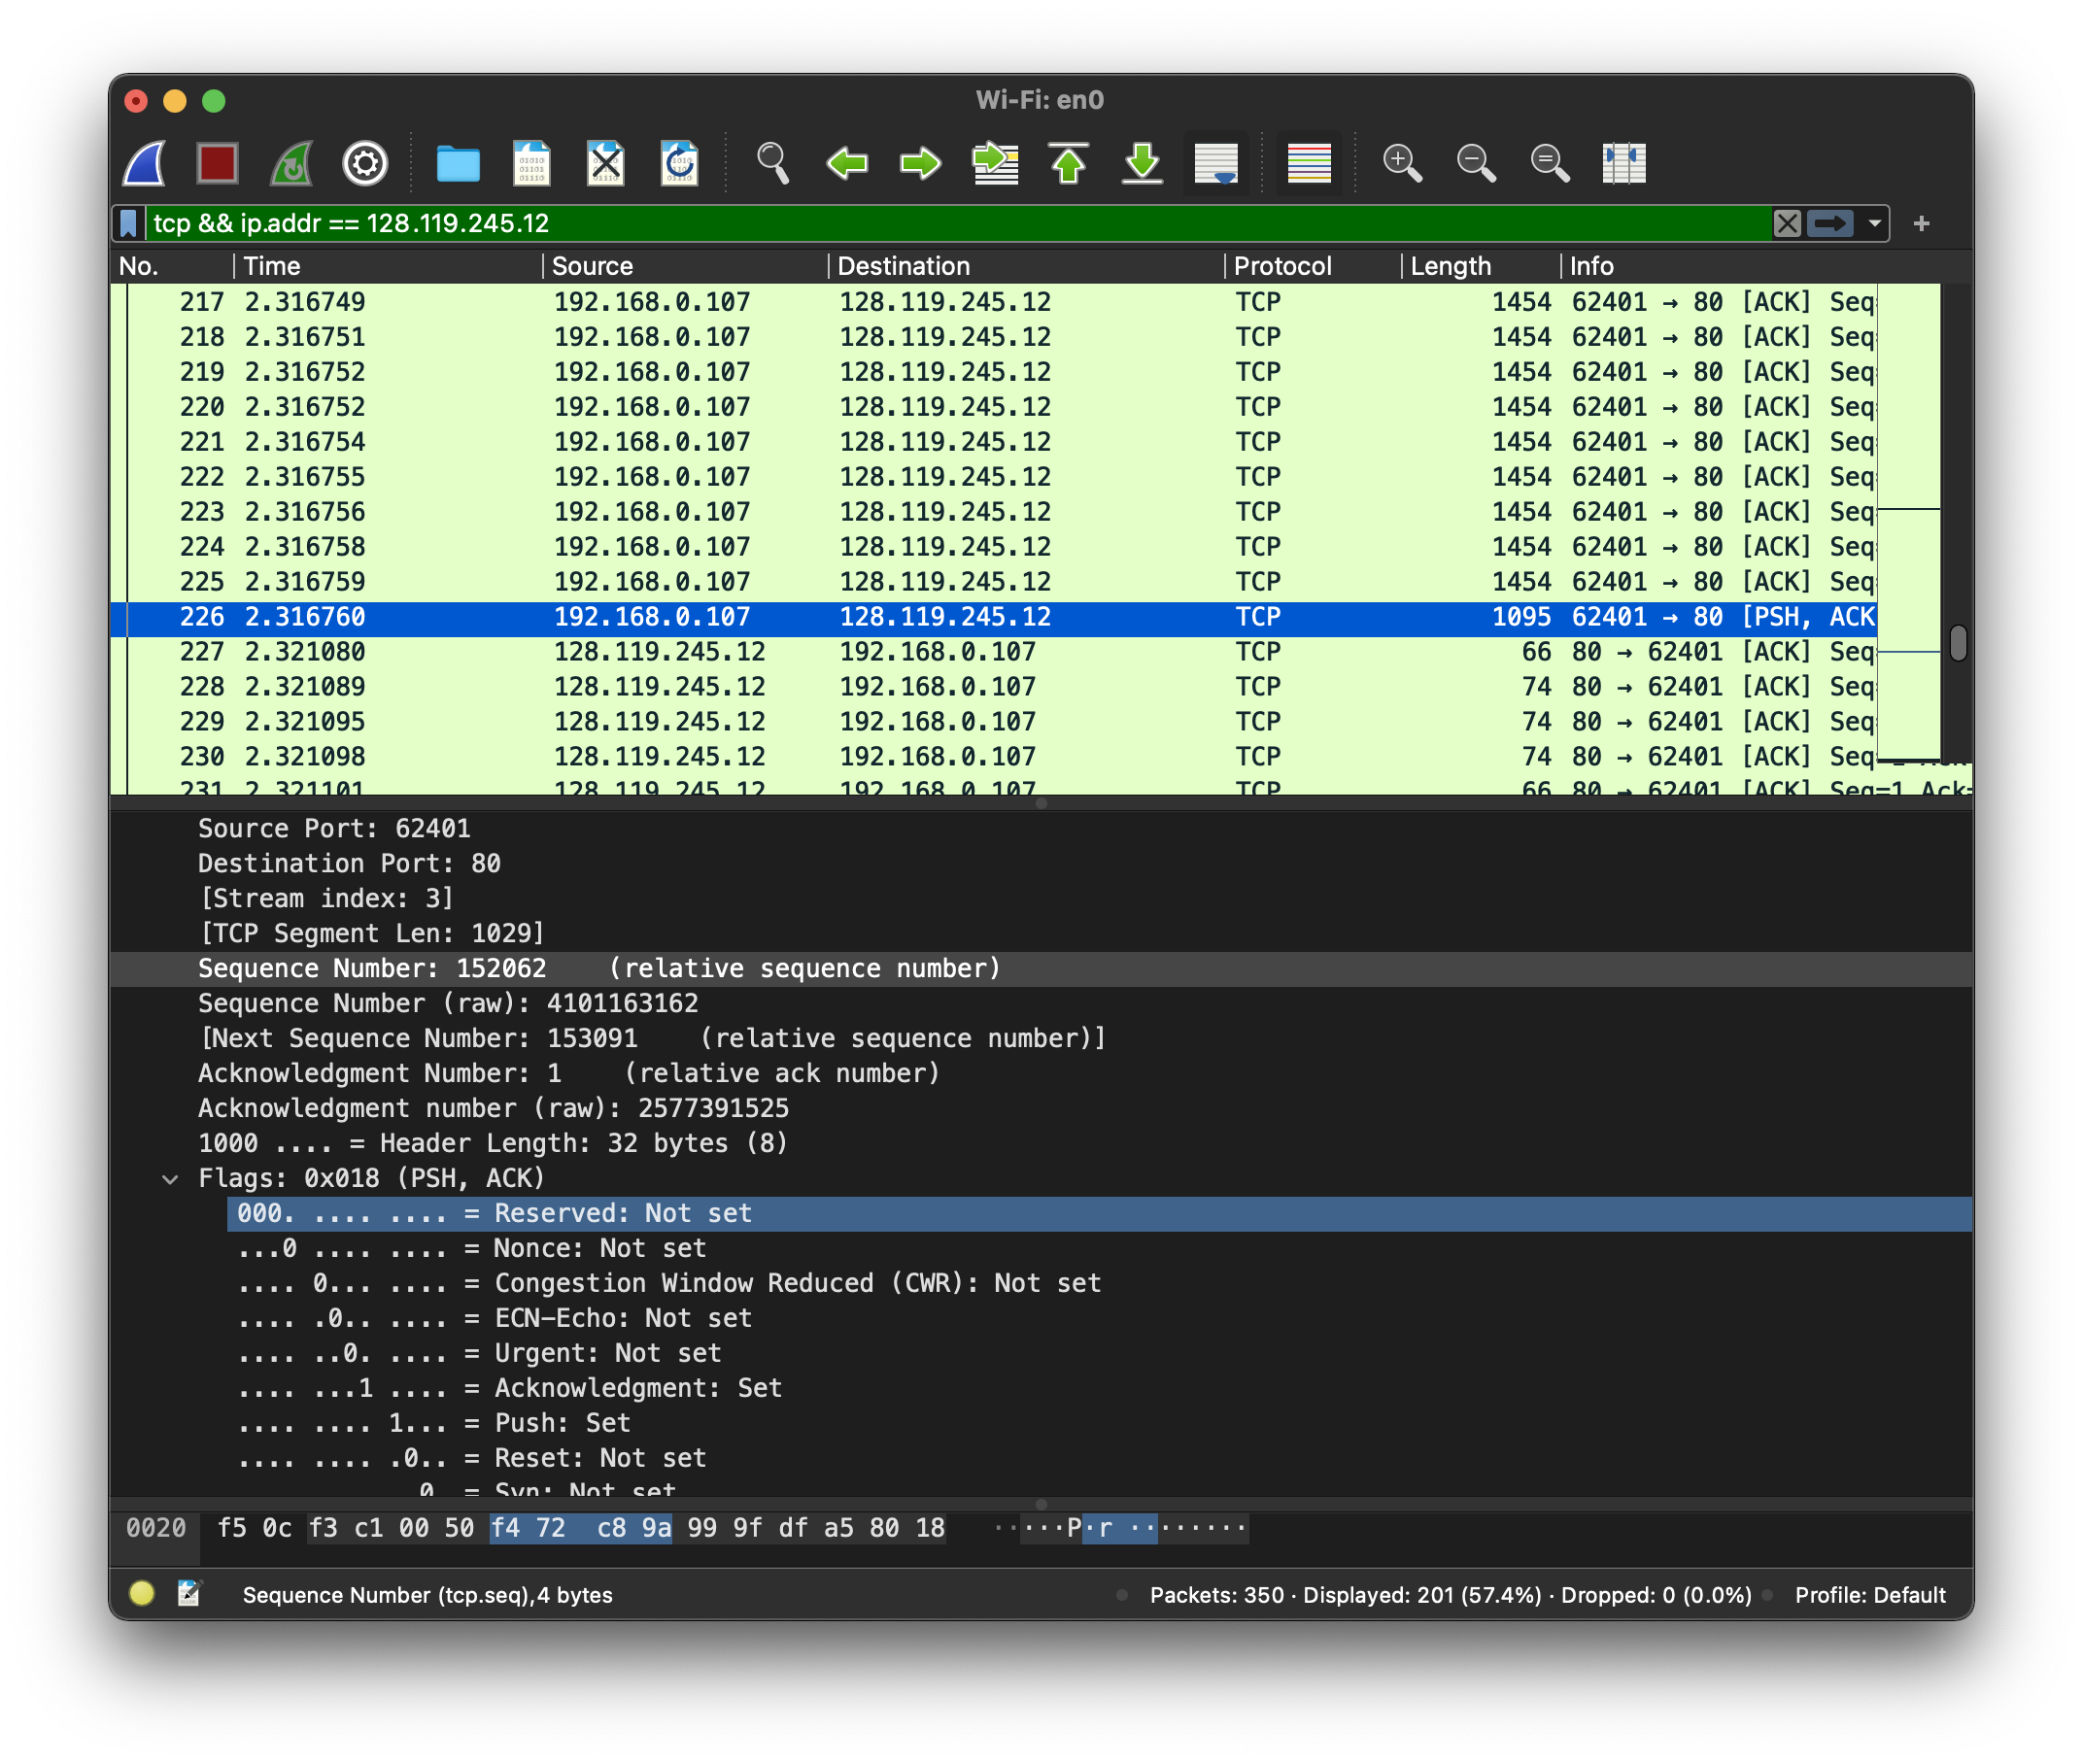 Wi-Fi: en0
tcp && ip.addr == 128.119.245.12
No. Time Source Destination Protocol Length Info
217 2.316749 192.168.0.107 128.119.245.12 TCP 1454 62401 → 80 [ACK] Seq=
218 2.316751 192.168.0.107 128.119.245.12 TCP 1454 62401 → 80 [ACK] Seq=
219 2.316752 192.168.0.107 128.119.245.12 TCP 1454 62401 → 80 [ACK] Seq=
220 2.316752 192.168.0.107 128.119.245.12 TCP 1454 62401 → 80 [ACK] Seq=
221 2.316754 192.168.0.107 128.119.245.12 TCP 1454 62401 → 80 [ACK] Seq=
222 2.316755 192.168.0.107 128.119.245.12 TCP 1454 62401 → 80 [ACK] Seq=
223 2.316756 192.168.0.107 128.119.245.12 TCP 1454 62401 → 80 [ACK] Seq=
224 2.316758 192.168.0.107 128.119.245.12 TCP 1454 62401 → 80 [ACK] Seq=
225 2.316759 192.168.0.107 128.119.245.12 TCP 1454 62401 → 80 [ACK] Seq=
226 2.316760 192.168.0.107 128.119.245.12 TCP 1095 62401 → 80 [PSH, ACK
227 2.321080 128.119.245.12 192.168.0.107 TCP 66 80 → 62401 [ACK] Seq=
228 2.321089 128.119.245.12 192.168.0.107 TCP 74 80 → 62401 [ACK] Seq=
229 2.321095 128.119.245.12 192.168.0.107 TCP 74 80 → 62401 [ACK] Seq=
230 2.321098 128.119.245.12 192.168.0.107 TCP 74 80 → 62401 [ACK] Seq=1 Ack=
231 2.321101 128.119.245.12 192.168.0.107 TCP 66 80 → 62401 [ACK] Seq=1 Ack=
Source Port: 62401
Destination Port: 80
[Stream index: 3]
[TCP Segment Len: 1029]
Sequence Number: 152062 (relative sequence number)
Sequence Number (raw): 4101163162
[Next Sequence Number: 153091 (relative sequence number)]
Acknowledgment Number: 1 (relative ack number)
Acknowledgment number (raw): 2577391525
1000 .... = Header Length: 32 bytes (8)
Flags: 0x018 (PSH, ACK)
000. .... .... = Reserved: Not set
...0 .... .... = Nonce: Not set
.... 0... .... = Congestion Window Reduced (CWR): Not set
.... .0.. .... = ECN-Echo: Not set
.... ..0. .... = Urgent: Not set
.... ...1 .... = Acknowledgment: Set
.... .... 1... = Push: Set
.... .... .0.. = Reset: Not set
0 = Syn: Not set
0020 f5 0c f3 c1 00 50 f4 72 c8 9a 99 9f df a5 80 18 ·····P·r ········
Sequence Number (tcp.seq),4 bytes
Packets: 350 · Displayed: 201 (57.4%) · Dropped: 0 (0.0%)
Profile: Default